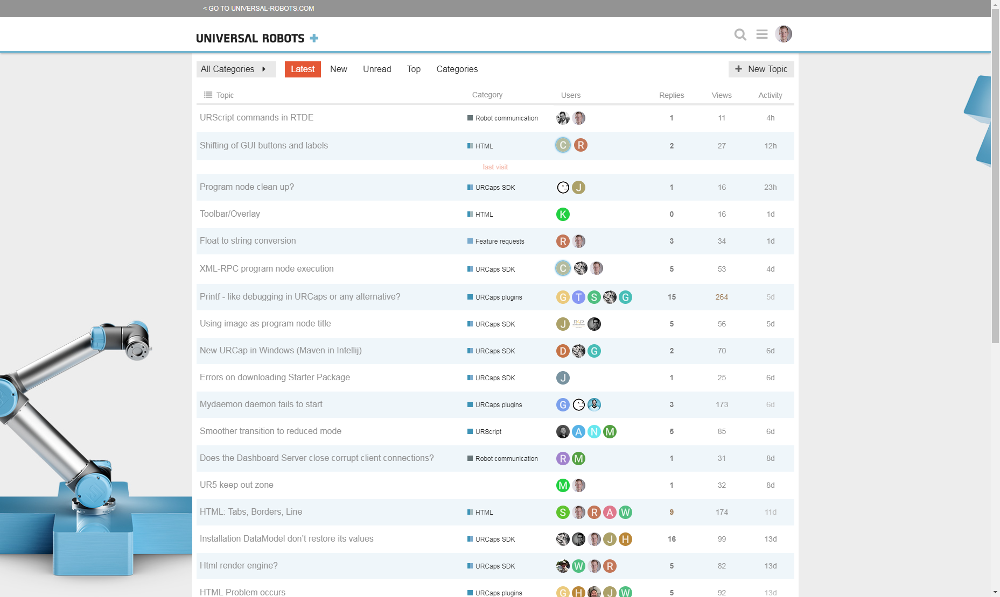 < GO TO UNIVERSAL-ROBOTS.COM
UNIVERSAL ROBOTS +
All Categories Latest New Unread Top Categories + New Topic
Topic Category Users Replies Views Activity
URScript commands in RTDE Robot communication 1 11 4h
Shifting of GUI buttons and labels HTML C R 2 27 12h
last visit
Program node clean up? URCaps SDK J 1 16 23h
Toolbar/Overlay HTML K 0 16 1d
Float to string conversion Feature requests R 3 34 1d
XML-RPC program node execution URCaps SDK C 5 53 4d
Printf - like debugging in URCaps or any alternative? URCaps plugins G T S G 15 264 5d
Using image as program node title URCaps SDK J 5 56 5d
New URCap in Windows (Maven in Intellij) URCaps SDK D G 2 70 6d
Errors on downloading Starter Package URCaps SDK J 1 25 6d
Mydaemon daemon fails to start URCaps plugins G 3 173 6d
Smoother transition to reduced mode URScript A N M 5 85 6d
Does the Dashboard Server close corrupt client connections? Robot communication R M 1 31 8d
UR5 keep out zone M 1 32 8d
HTML: Tabs, Borders, Line HTML S R A W 9 174 11d
Installation DataModel don't restore its values URCaps SDK J H 16 99 13d
Html render engine? URCaps SDK W R 5 82 13d
HTML Problem occurs URCaps plugins G H J W 5 92 13d